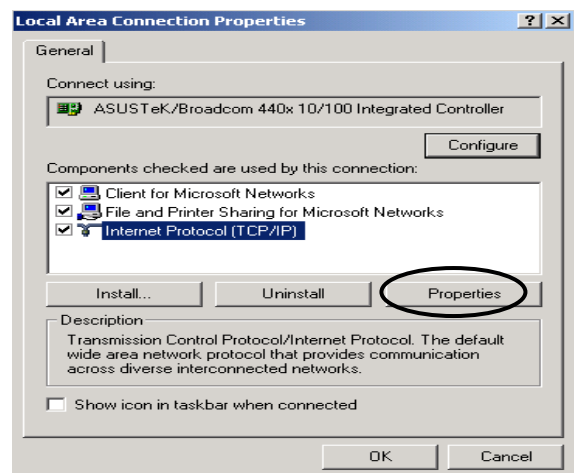 Local Area Connection Properties
General
Connect using:
ASUSTeK/Broadcom 440x 10/100 Integrated Controller
Configure
Components checked are used by this connection:
Client for Microsoft Networks
File and Printer Sharing for Microsoft Networks
Internet Protocol (TCP/IP)
Install... Uninstall Properties
Description
Transmission Control Protocol/Internet Protocol. The default
wide area network protocol that provides communication
across diverse interconnected networks.
Show icon in taskbar when connected
OK Cancel